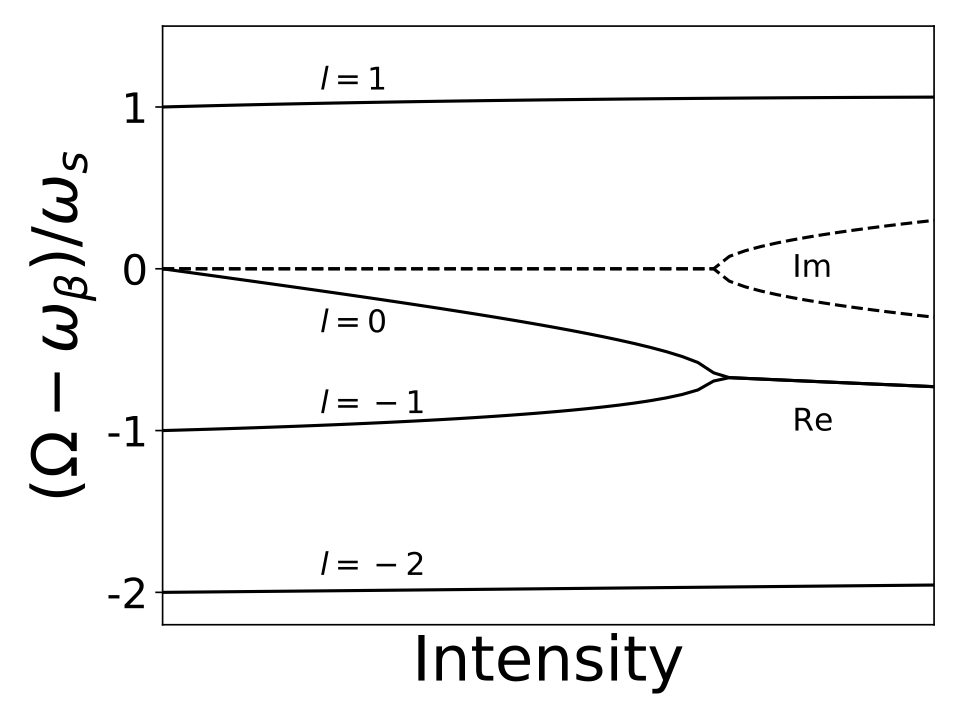 (Ω − ω_β)/ω_s
1
0
-1
-2
l = 1
l = 0
l = −1
l = −2
Im
Re
Intensity